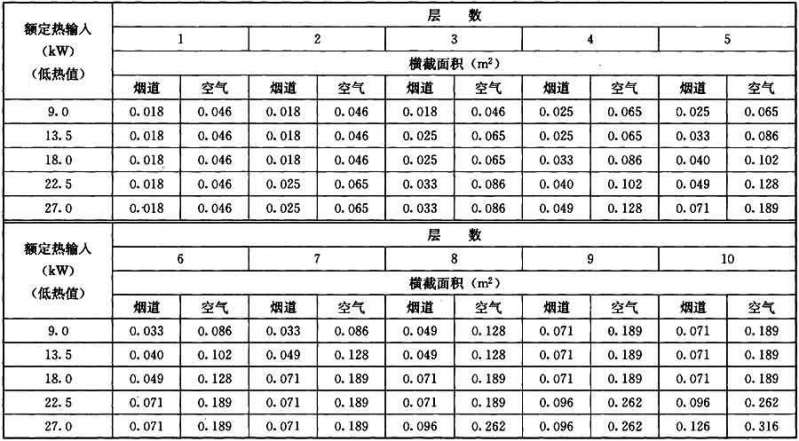 额定热输入（kW）（低热值） 层 数
1 2 3 4 5
横截面积（m²）
烟道 空气 烟道 空气 烟道 空气 烟道 空气 烟道 空气
9.0 0.018 0.046 0.018 0.046 0.018 0.046 0.025 0.065 0.025 0.065
13.5 0.018 0.046 0.018 0.046 0.025 0.065 0.025 0.065 0.033 0.086
18.0 0.018 0.046 0.018 0.046 0.025 0.065 0.033 0.086 0.040 0.102
22.5 0.018 0.046 0.025 0.065 0.033 0.086 0.040 0.102 0.049 0.128
27.0 0.018 0.046 0.025 0.065 0.033 0.086 0.049 0.128 0.071 0.189
额定热输入（kW）（低热值） 层 数
6 7 8 9 10
横截面积（m²）
烟道 空气 烟道 空气 烟道 空气 烟道 空气 烟道 空气
9.0 0.033 0.086 0.033 0.086 0.049 0.128 0.071 0.189 0.071 0.189
13.5 0.040 0.102 0.049 0.128 0.049 0.128 0.071 0.189 0.071 0.189
18.0 0.049 0.128 0.071 0.189 0.071 0.189 0.071 0.189 0.071 0.189
22.5 0.071 0.189 0.071 0.189 0.071 0.189 0.096 0.262 0.096 0.262
27.0 0.071 0.189 0.071 0.189 0.096 0.262 0.096 0.262 0.126 0.316